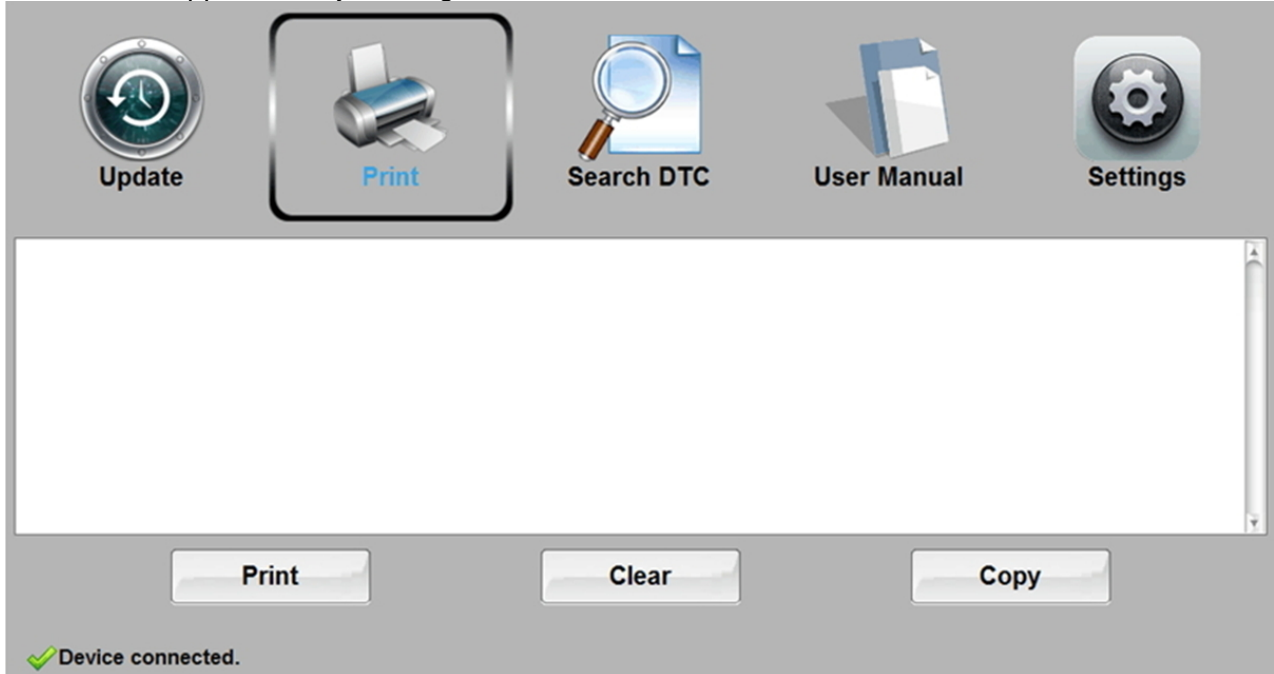 Update
Print
Search DTC
User Manual
Settings
Print
Clear
Copy
Device connected.